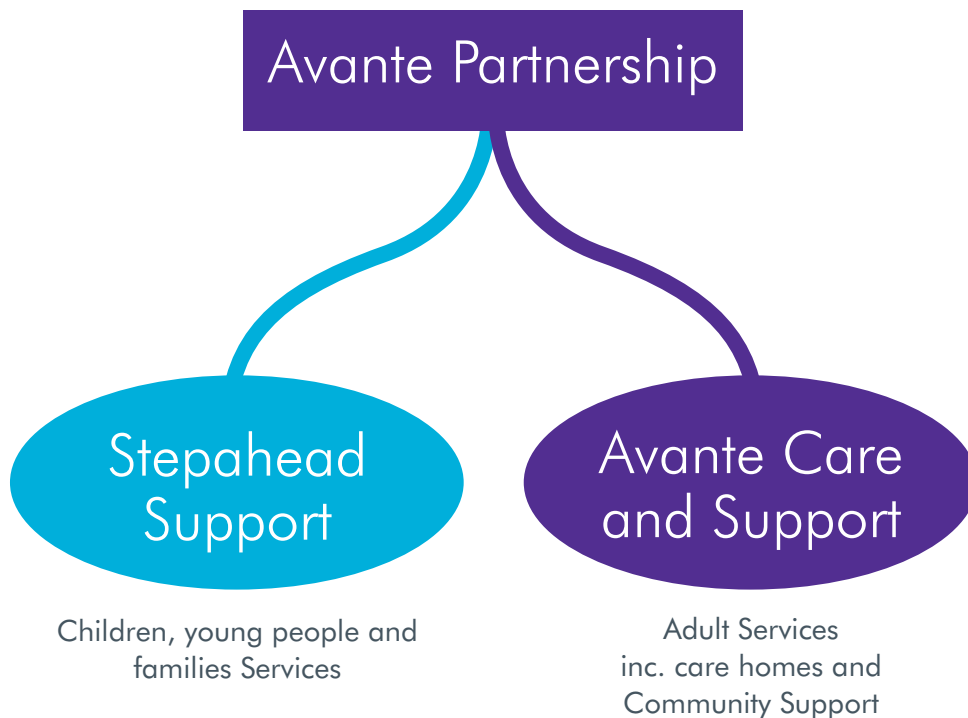 Avante Partnership
Stepahead
Support
Avante Care
and Support
Children, young people and
families Services
Adult Services
inc. care homes and
Community Support